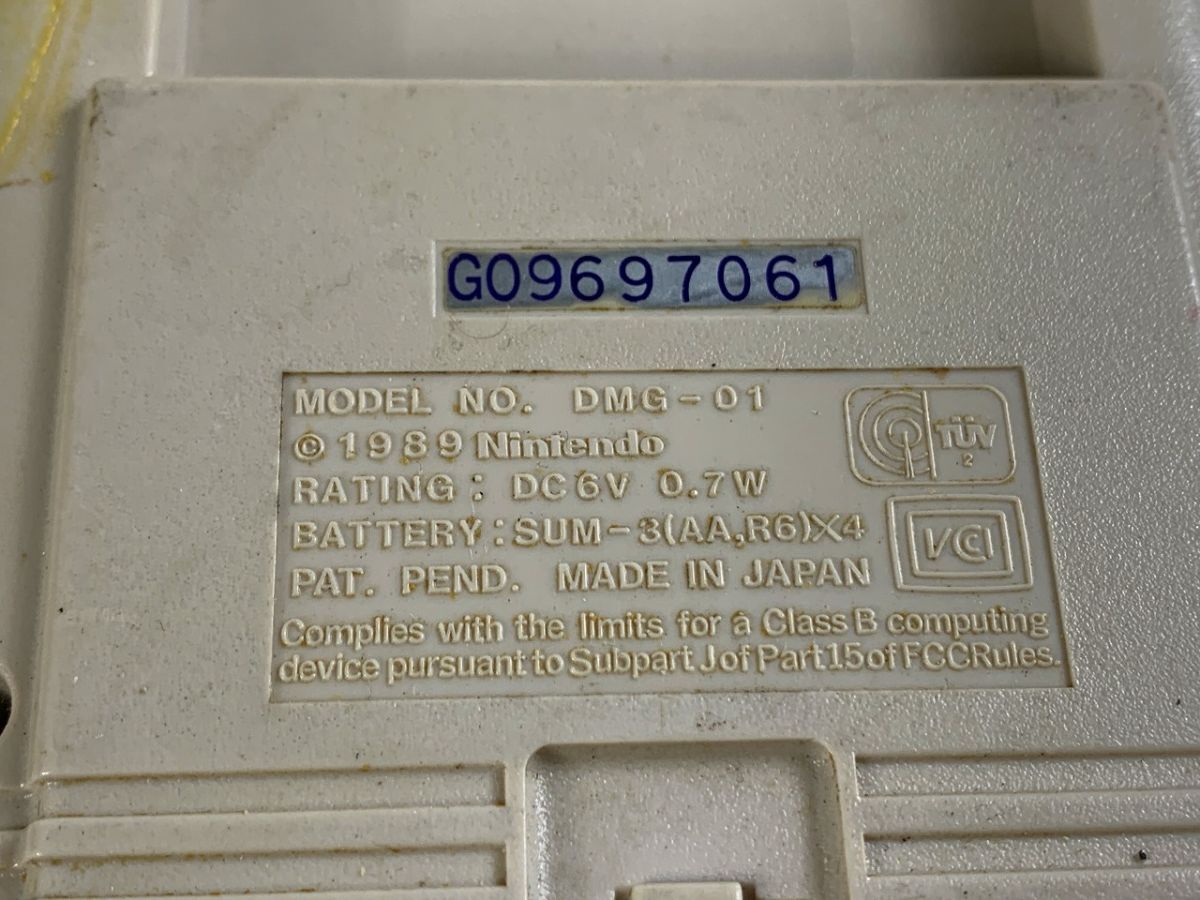 G09697061
MODEL NO. DMG-01
TÜV
2
© 1989 Nintendo
RATING: DC6V 0.7W
BATTERY:SUM-3(AA,R6)X4
VCI
PAT. PEND. MADE IN JAPAN
Complies with the limits for a Class B computing
device pursuant to Subpart J of Part 15 of FCC Rules.